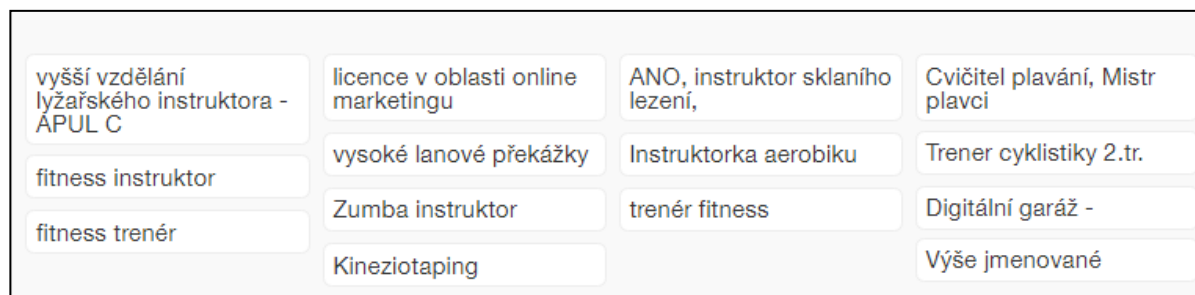 vyšší vzdělání
lyžařského instruktora -
APUL C
fitness instruktor
fitness trenér
licence v oblasti online
marketingu
vysoké lanové překážky
Zumba instruktor
Kineziotaping
ANO, instruktor sklaního
lezení,
Instruktorka aerobiku
trenér fitness
Cvičitel plavání, Mistr
plavci
Trener cyklistiky 2.tr.
Digitální garáž -
Výše jmenované